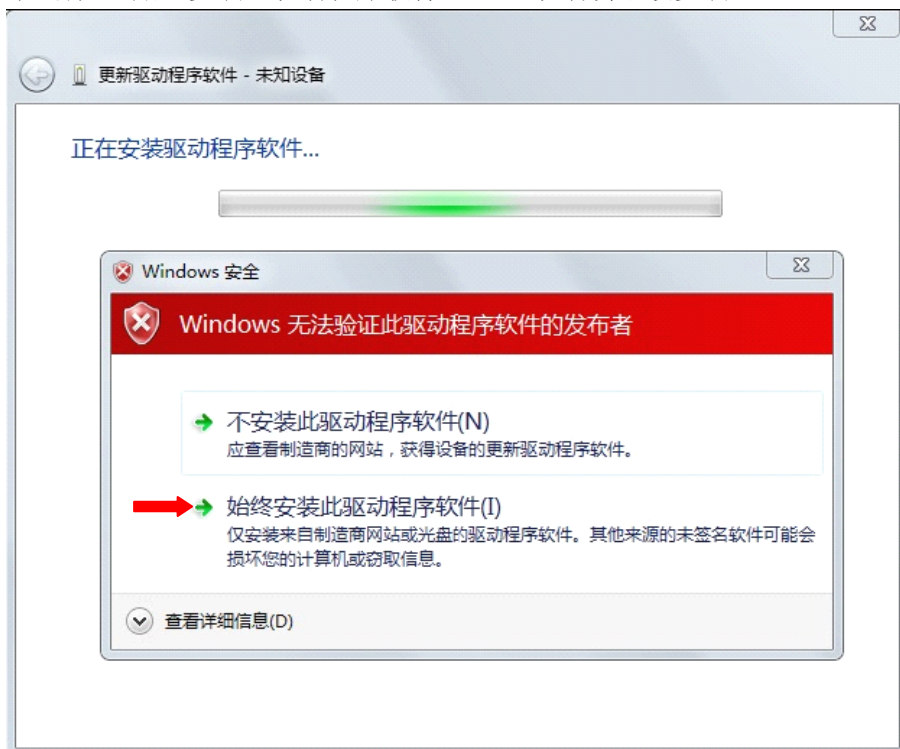 更新驱动程序软件 - 未知设备
正在安装驱动程序软件...
Windows 安全
Windows 无法验证此驱动程序软件的发布者
不安装此驱动程序软件(N)
应查看制造商的网站，获得设备的更新驱动程序软件。
始终安装此驱动程序软件(I)
仅安装来自制造商网站或光盘的驱动程序软件。其他来源的未签名软件可能会
损坏您的计算机或窃取信息。
查看详细信息(D)